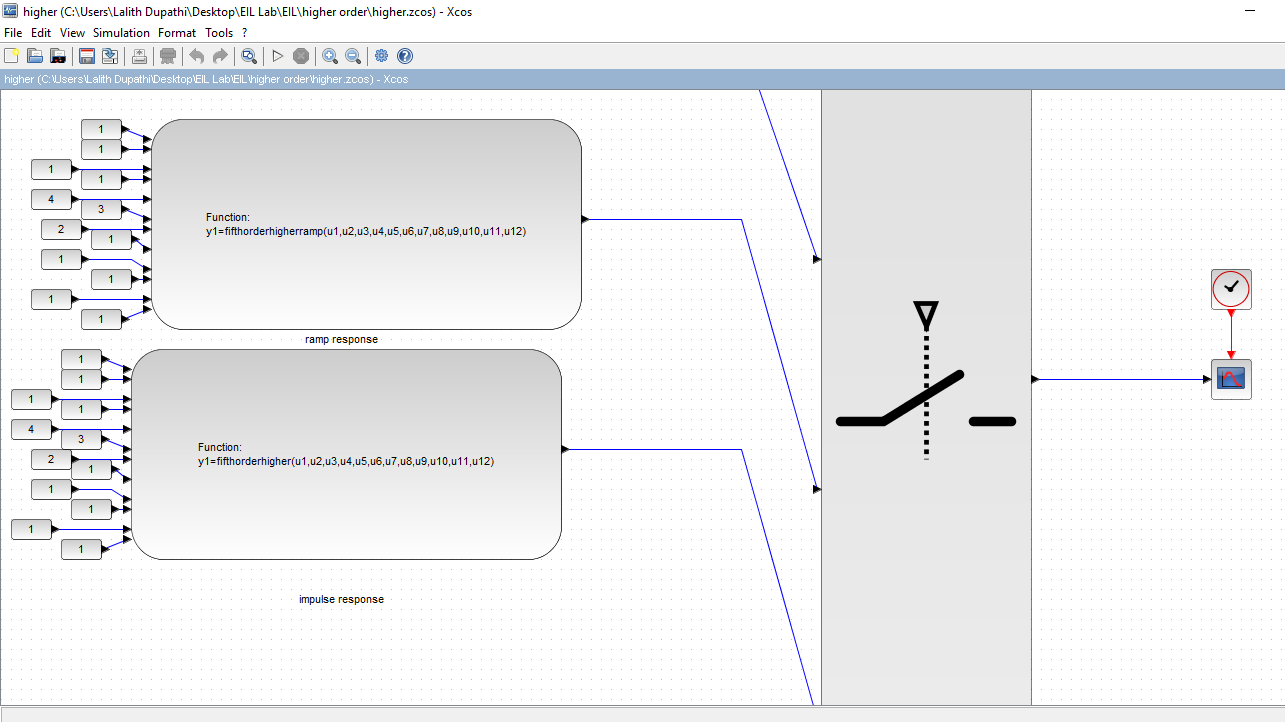 higher (C:\Users\Lalith Dupathi\Desktop\EIL Lab\EIL\higher order\higher.zcos) - Xcos
File Edit View Simulation Format Tools ?
higher (C:\Users\Lalith Dupathi\Desktop\EIL Lab\EIL\higher order\higher.zcos) - Xcos
1
1
1
1
4
3
2
1
1
1
1
1
Function:
y1=fifthorderhigherramp(u1,u2,u3,u4,u5,u6,u7,u8,u9,u10,u11,u12)
ramp response
1
1
1
1
4
3
2
1
1
1
1
1
Function:
y1=fifthorderhigher(u1,u2,u3,u4,u5,u6,u7,u8,u9,u10,u11,u12)
impulse response